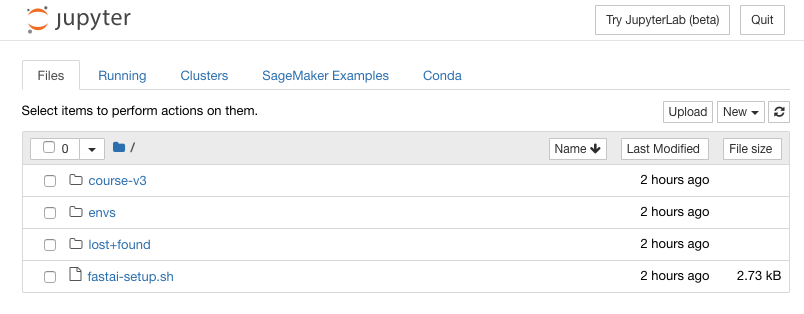 jupyter Try JupyterLab (beta) Quit
Files Running Clusters SageMaker Examples Conda
Select items to perform actions on them. Upload New
0 / Name Last Modified File size
course-v3 2 hours ago
envs 2 hours ago
lost+found 2 hours ago
fastai-setup.sh 2 hours ago 2.73 kB